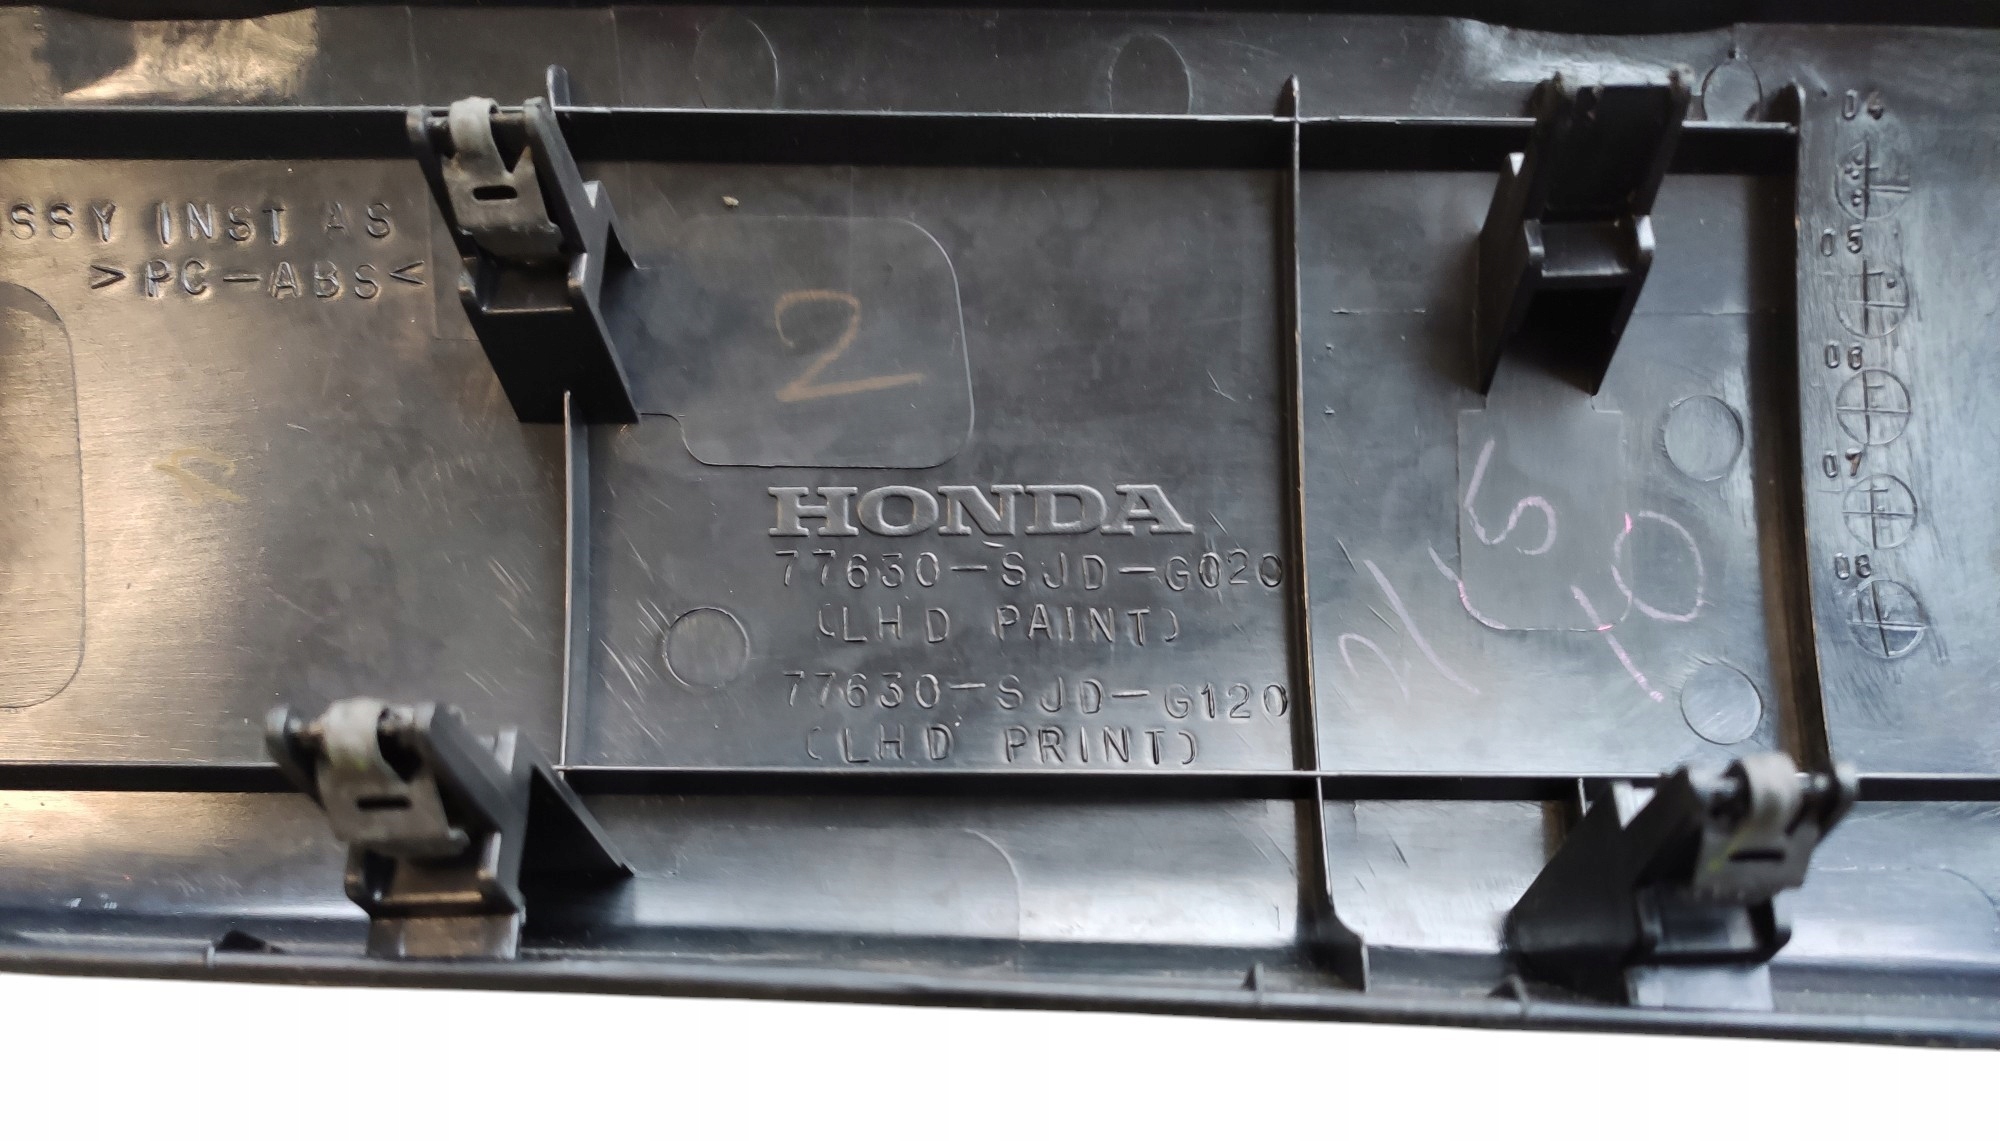 SSY INST AS
>PC-ABS<
2
HONDA
77630-SJD-G020
(LHD PAINT)
77630-SJD-G120
(LHD PRINT)
04
05
06
07
08